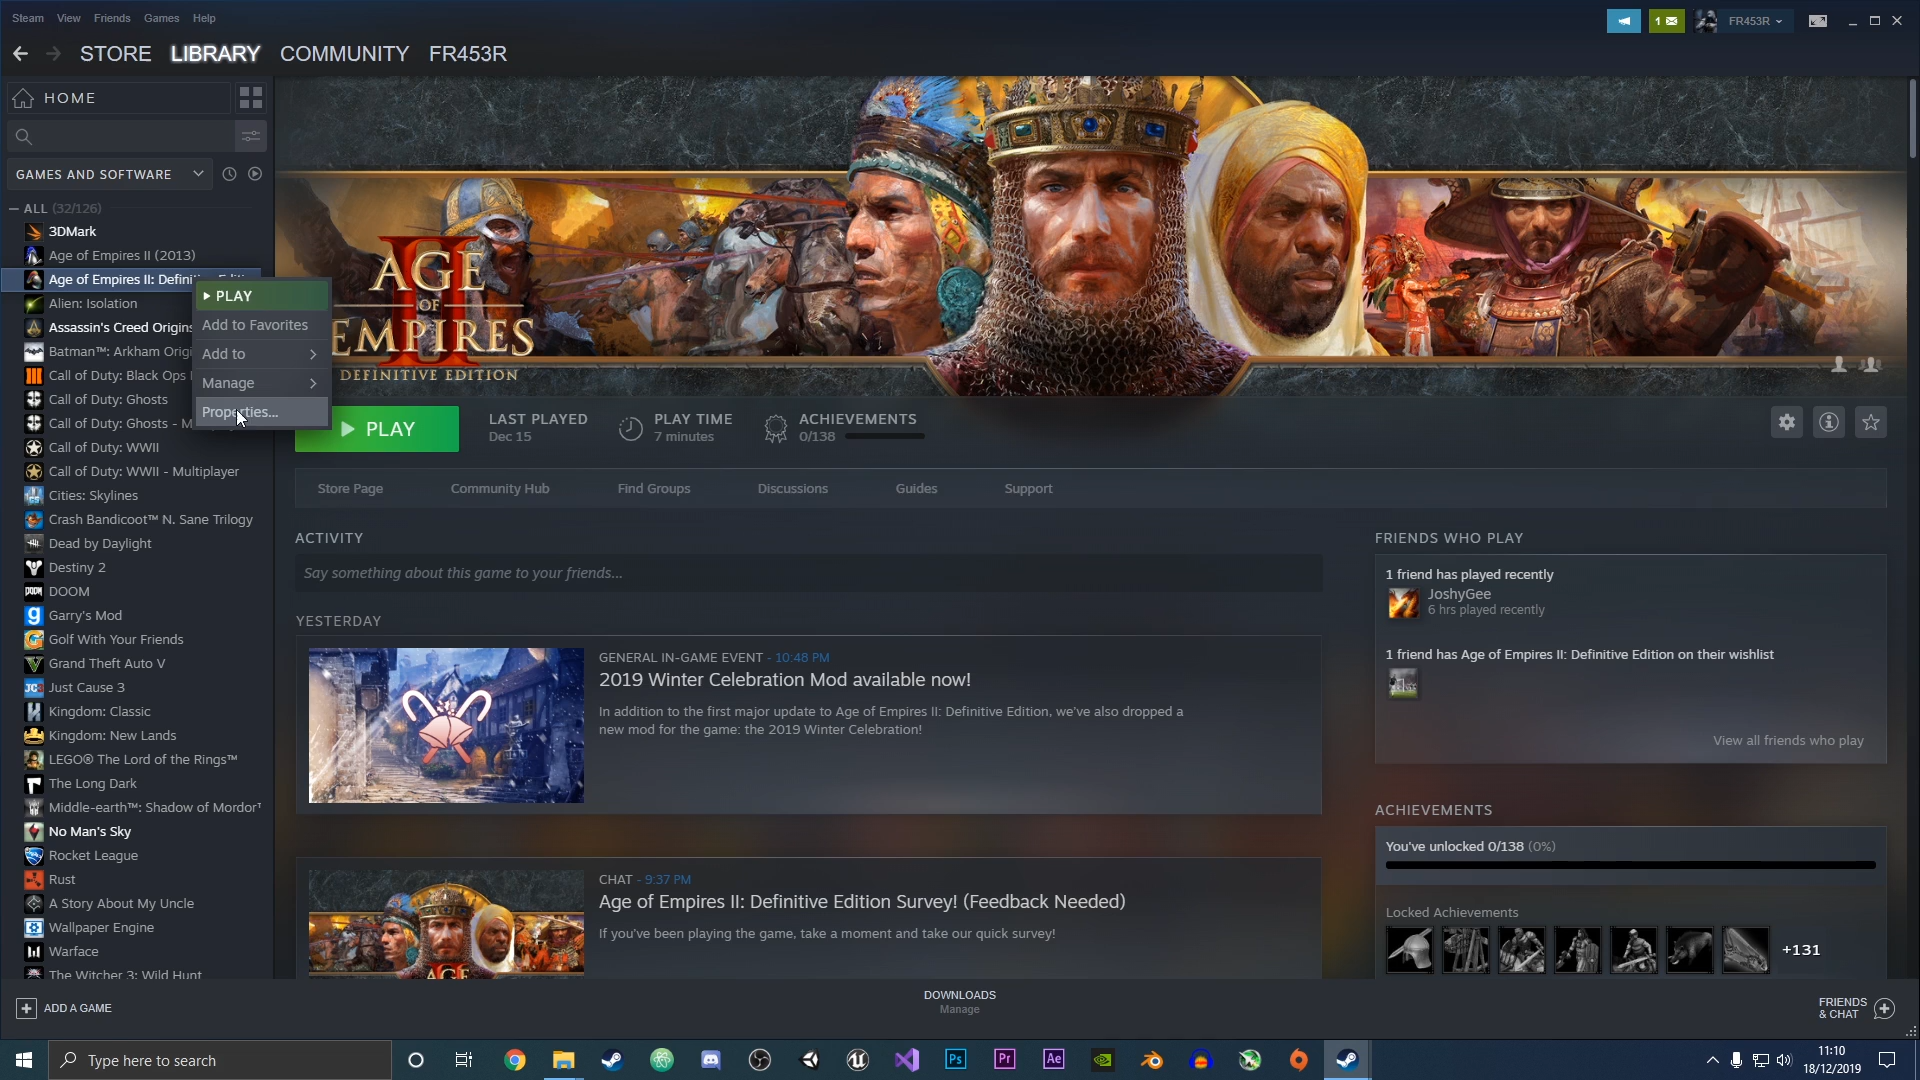 Steam View Friends Games Help
1
FR453R
STORE LIBRARY COMMUNITY FR453R
HOME
GAMES AND SOFTWARE
ALL (32/126)
3DMark
Age of Empires II (2013)
Age of Empires II: Definitive Editi
Alien: Isolation
Assassin's Creed Origins
Batman™: Arkham Origi
Call of Duty: Black Ops I
Call of Duty: Ghosts
Call of Duty: Ghosts - M
Call of Duty: WWII
Call of Duty: WWII - Multiplayer
Cities: Skylines
Crash Bandicoot™ N. Sane Trilogy
Dead by Daylight
Destiny 2
DOOM
Garry's Mod
Golf With Your Friends
Grand Theft Auto V
Just Cause 3
Kingdom: Classic
Kingdom: New Lands
LEGO® The Lord of the Rings™
The Long Dark
Middle-earth™: Shadow of Mordor™
No Man's Sky
Rocket League
Rust
A Story About My Uncle
Wallpaper Engine
Warface
The Witcher 3: Wild Hunt
PLAY
Add to Favorites
Add to
Manage
Properties...
AGE
II
OF
EMPIRES
DEFINITIVE EDITION
PLAY
LAST PLAYED
Dec 15
PLAY TIME
7 minutes
ACHIEVEMENTS
0/138
Store Page Community Hub Find Groups Discussions Guides Support
ACTIVITY
Say something about this game to your friends...
YESTERDAY
GENERAL IN-GAME EVENT - 10:48 PM
2019 Winter Celebration Mod available now!
In addition to the first major update to Age of Empires II: Definitive Edition, we've also dropped a
new mod for the game: the 2019 Winter Celebration!
CHAT - 9:37 PM
Age of Empires II: Definitive Edition Survey! (Feedback Needed)
If you've been playing the game, take a moment and take our quick survey!
AGE
FRIENDS WHO PLAY
1 friend has played recently
JoshyGee
6 hrs played recently
1 friend has Age of Empires II: Definitive Edition on their wishlist
View all friends who play
ACHIEVEMENTS
You've unlocked 0/138 (0%)
Locked Achievements
+131
ADD A GAME
DOWNLOADS
Manage
FRIENDS
& CHAT
Type here to search
Ps
Pr
Ae
11:10
18/12/2019